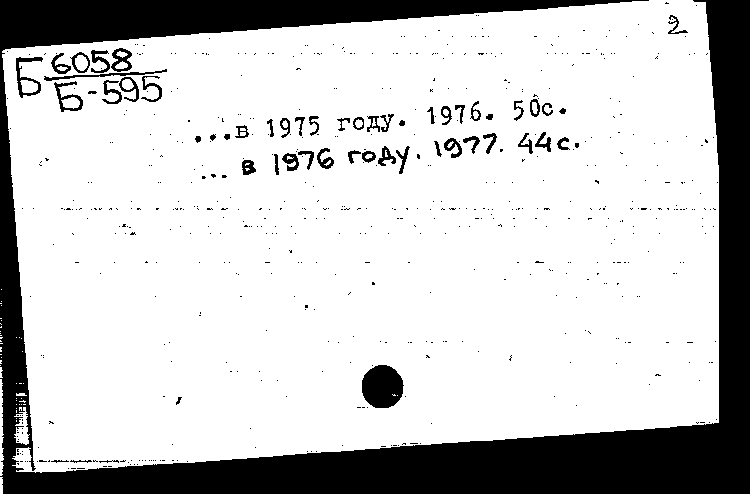 2
Б 6058
Б-595
...в 1975 году. 1976. 50с.
... в 1976 году. 1977. 44с.